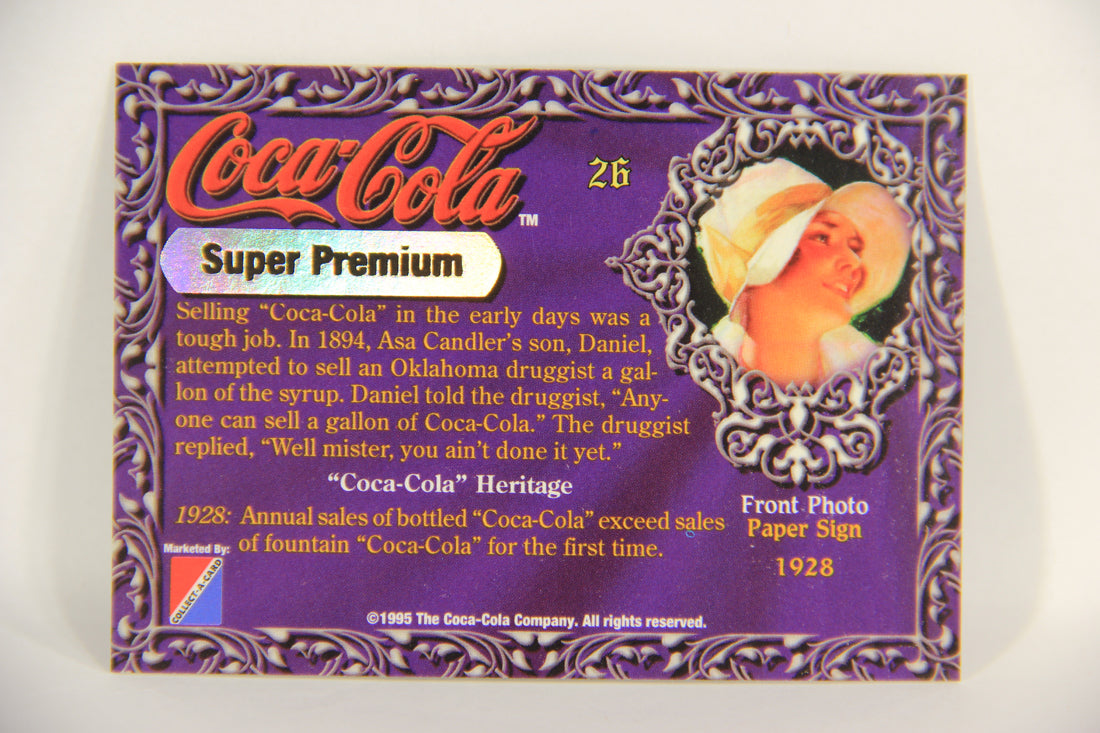 Coca-Cola TM
26
Super Premium
Selling "Coca-Cola" in the early days was a
tough job. In 1894, Asa Candler's son, Daniel,
attempted to sell an Oklahoma druggist a gal-
lon of the syrup. Daniel told the druggist, "Any-
one can sell a gallon of Coca-Cola." The druggist
replied, "Well mister, you ain't done it yet."
"Coca-Cola" Heritage
1928: Annual sales of bottled "Coca-Cola" exceed sales
of fountain "Coca-Cola" for the first time.
Front Photo
Paper Sign
1928
Marketed By:
COLLECT-A-CARD
©1995 The Coca-Cola Company. All rights reserved.